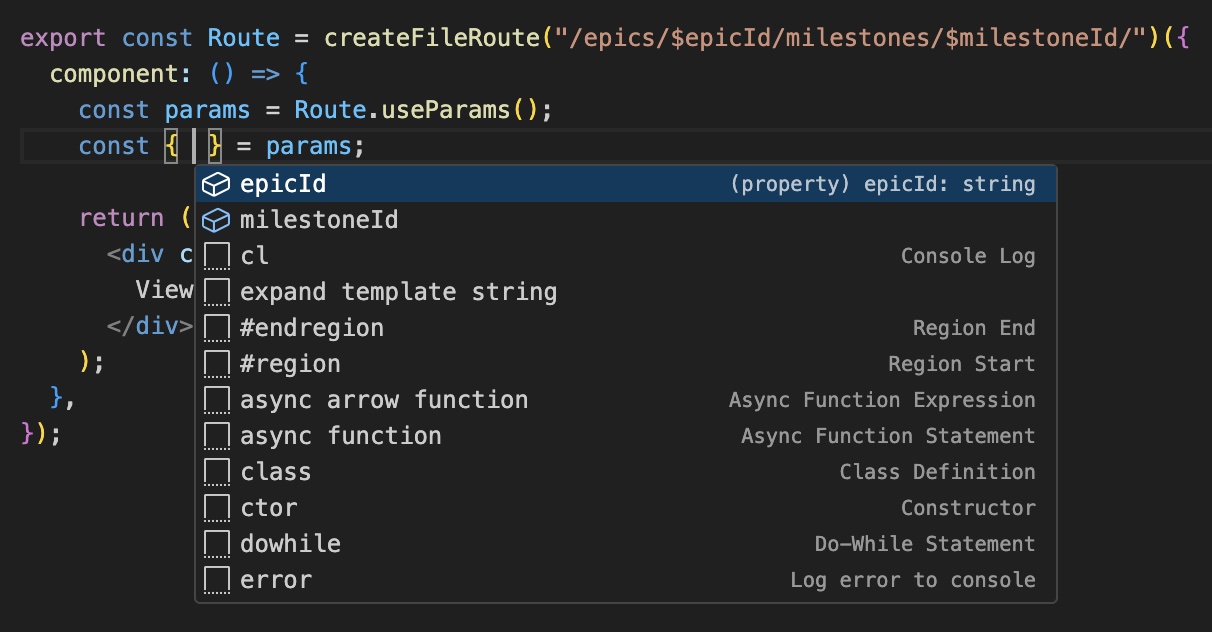 export const Route = createFileRoute("/epics/$epicId/milestones/$milestoneId/")({
component: () => {
const params = Route.useParams();
const { } = params;
epicId (property) epicId: string
milestoneId
return (
cl Console Log
<div c
expand template string
View
#endregion Region End
</div>
#region Region Start
);
async arrow function Async Function Expression
},
async function Async Function Statement
});
class Class Definition
ctor Constructor
dowhile Do-While Statement
error Log error to console